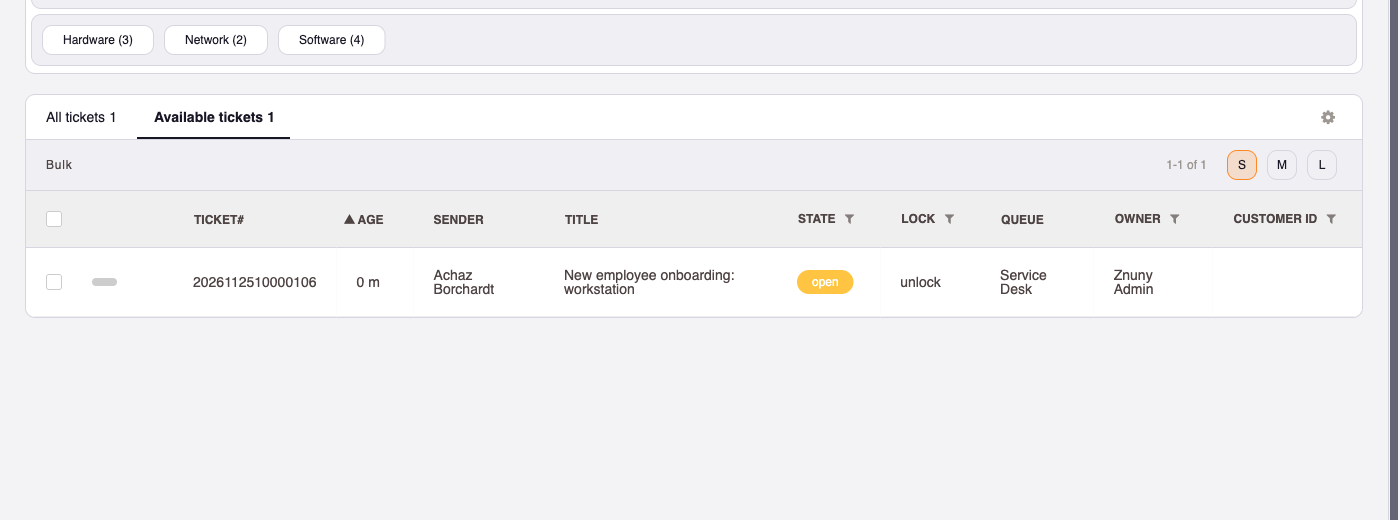 Hardware (3) Network (2) Software (4)
All tickets 1 Available tickets 1
Bulk 1-1 of 1 S M L
TICKET# AGE SENDER TITLE STATE LOCK QUEUE OWNER CUSTOMER ID
2026112510000106 0 m Achaz Borchardt New employee onboarding: workstation open unlock Service Desk Znuny Admin